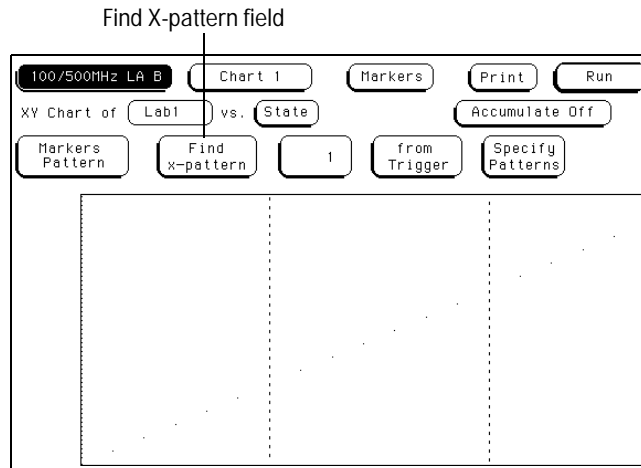 Find X-pattern field
100/500MHz LA B Chart 1 Markers Print Run
XY Chart of Lab1 vs. State Accumulate Off
Markers Pattern Find x-pattern 1 from Trigger Specify Patterns